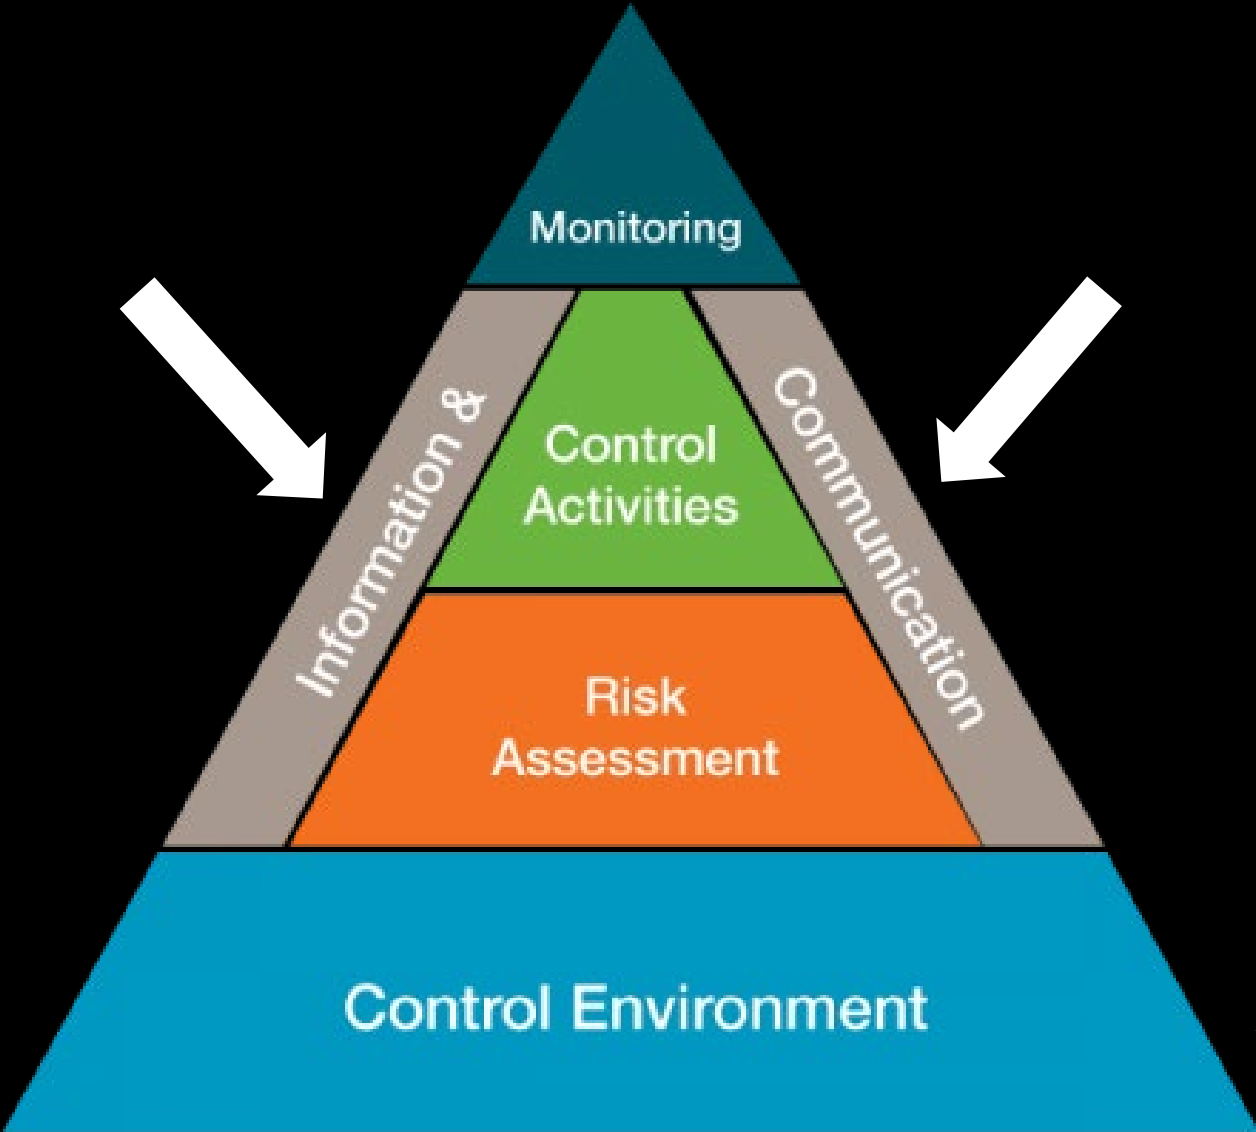 Monitoring
Information &
Communication
Control
Activities
Risk
Assessment
Control Environment